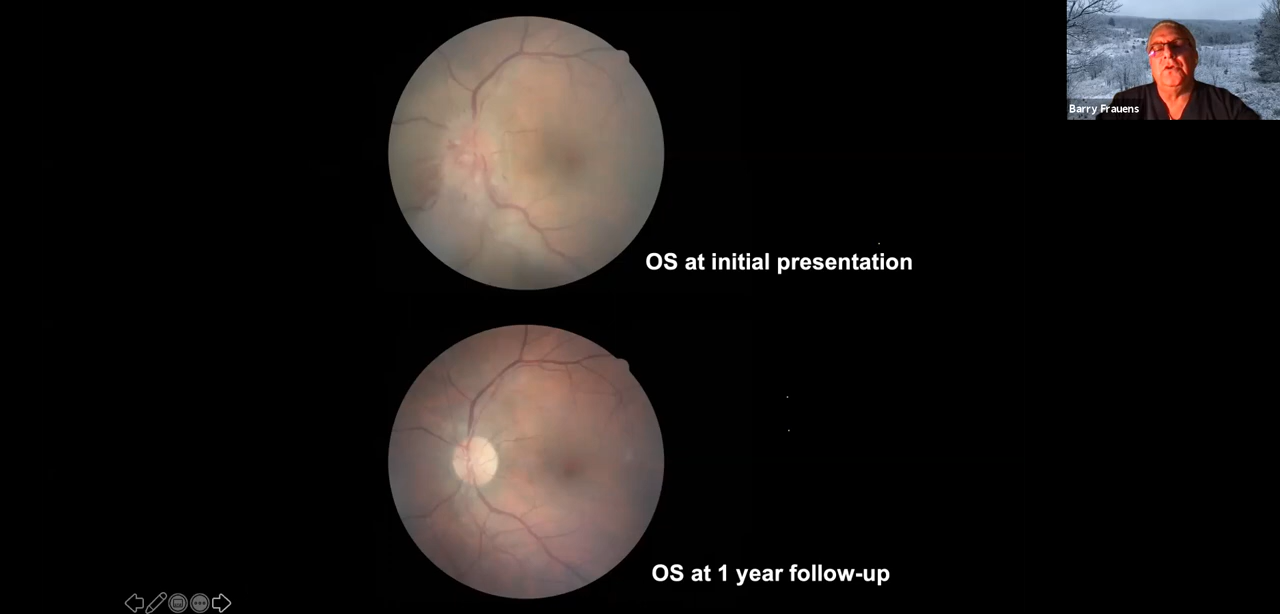 Barry Frauens
OS at initial presentation
OS at 1 year follow-up